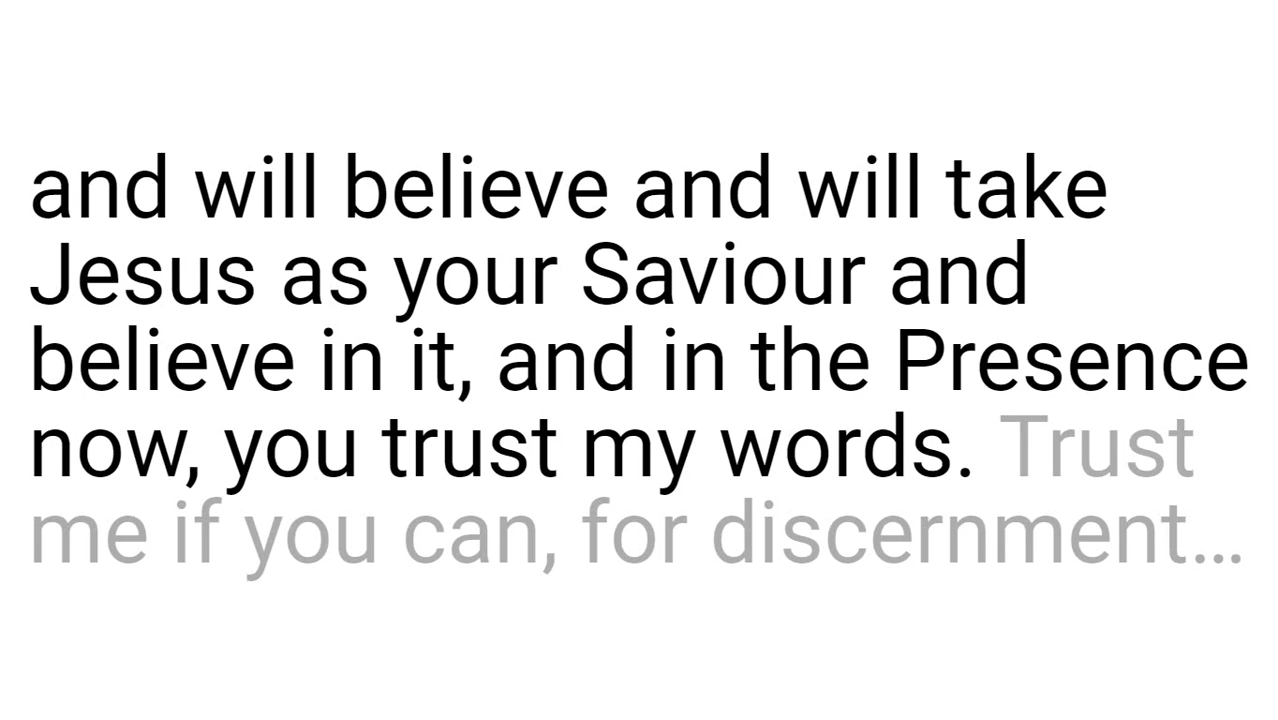 and will believe and will take
Jesus as your Saviour and
believe in it, and in the Presence
now, you trust my words. Trust
me if you can, for discernment…